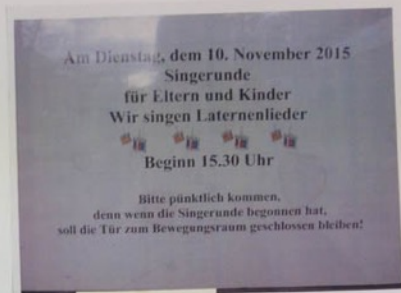 Am Dienstag, dem 10. November 2015
Singerunde
für Eltern und Kinder
Wir singen Laternenlieder
Beginn 15.30 Uhr
Bitte pünktlich kommen,
denn wenn die Singerunde begonnen hat,
soll die Tür zum Bewegungsraum geschlossen bleiben!